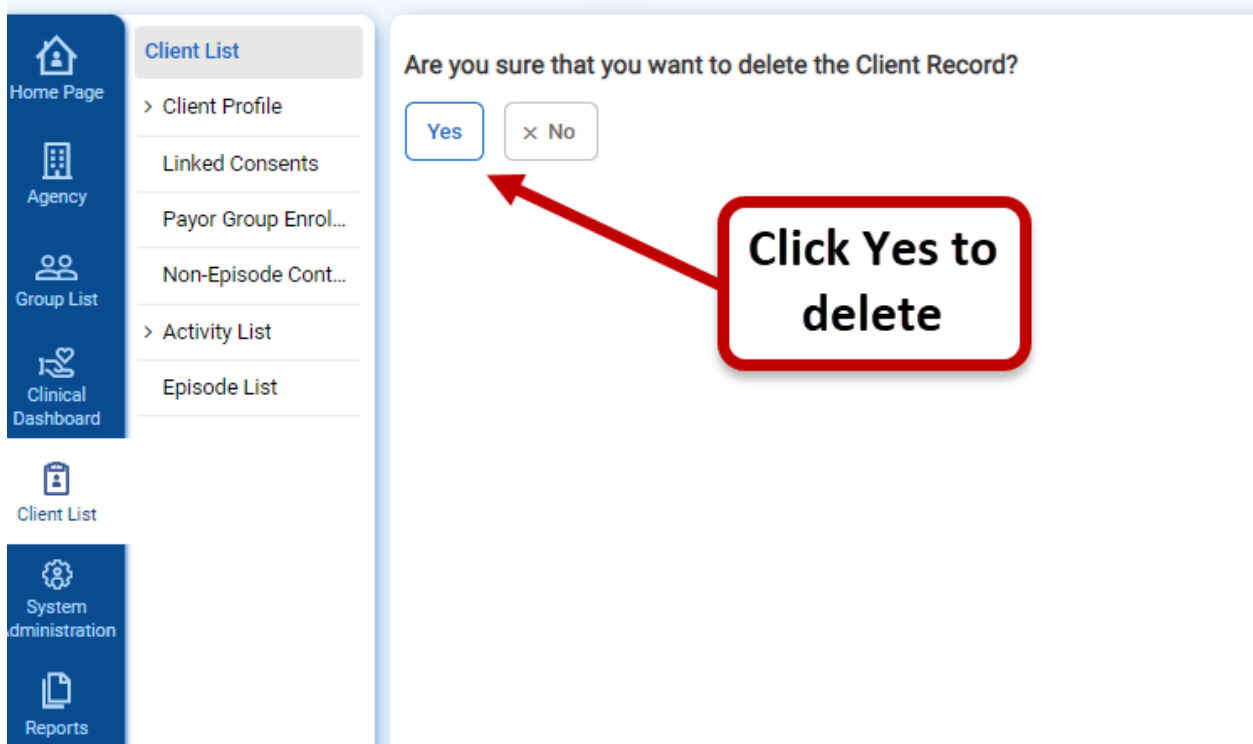 Home Page
Agency
Group List
Clinical
Dashboard
Client List
System
dministration
Reports
Client List
> Client Profile
Linked Consents
Payor Group Enrol...
Non-Episode Cont...
> Activity List
Episode List
Are you sure that you want to delete the Client Record?
Yes × No
Click Yes to
delete